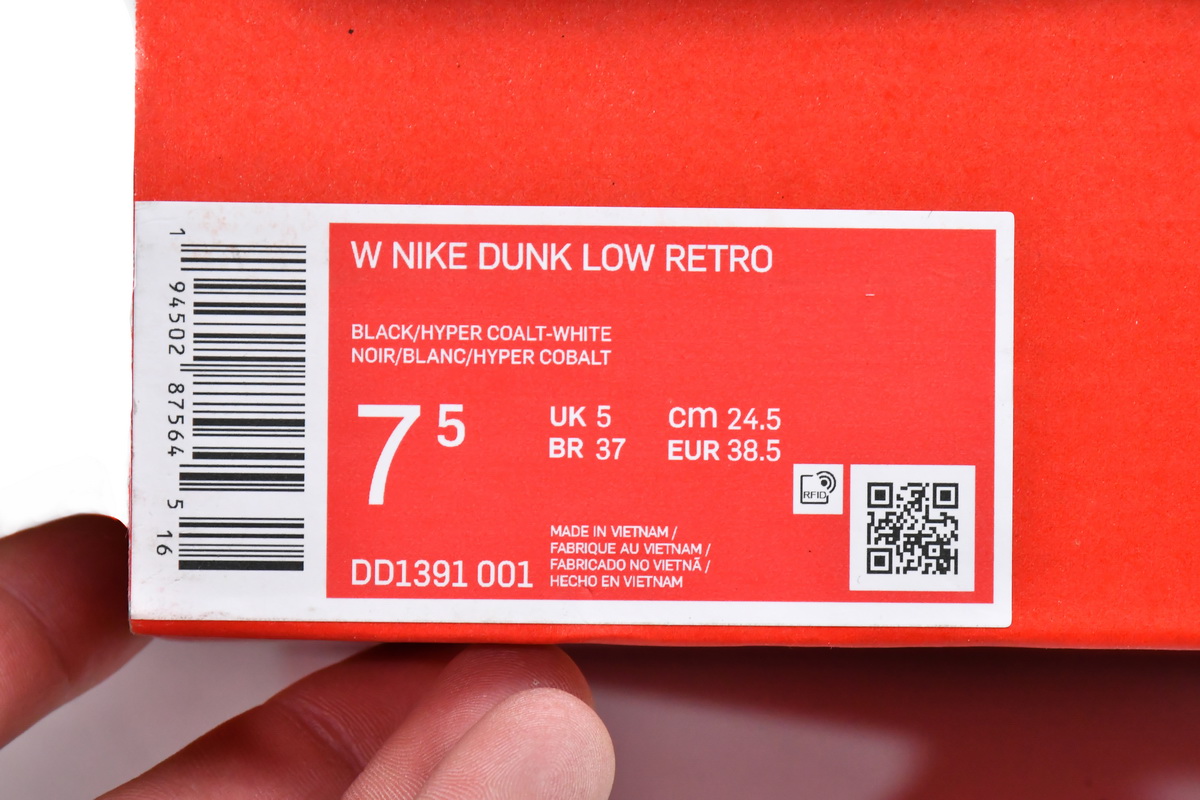 W NIKE DUNK LOW RETRO
BLACK/HYPER COALT-WHITE
NOIR/BLANC/HYPER COBALT
7 5
UK 5
BR 37
cm 24.5
EUR 38.5
RFID
DD1391 001
MADE IN VIETNAM /
FABRIQUE AU VIETNAM /
FABRICADO NO VIETNÃ /
HECHO EN VIETNAM
1 94502 87564 5 16